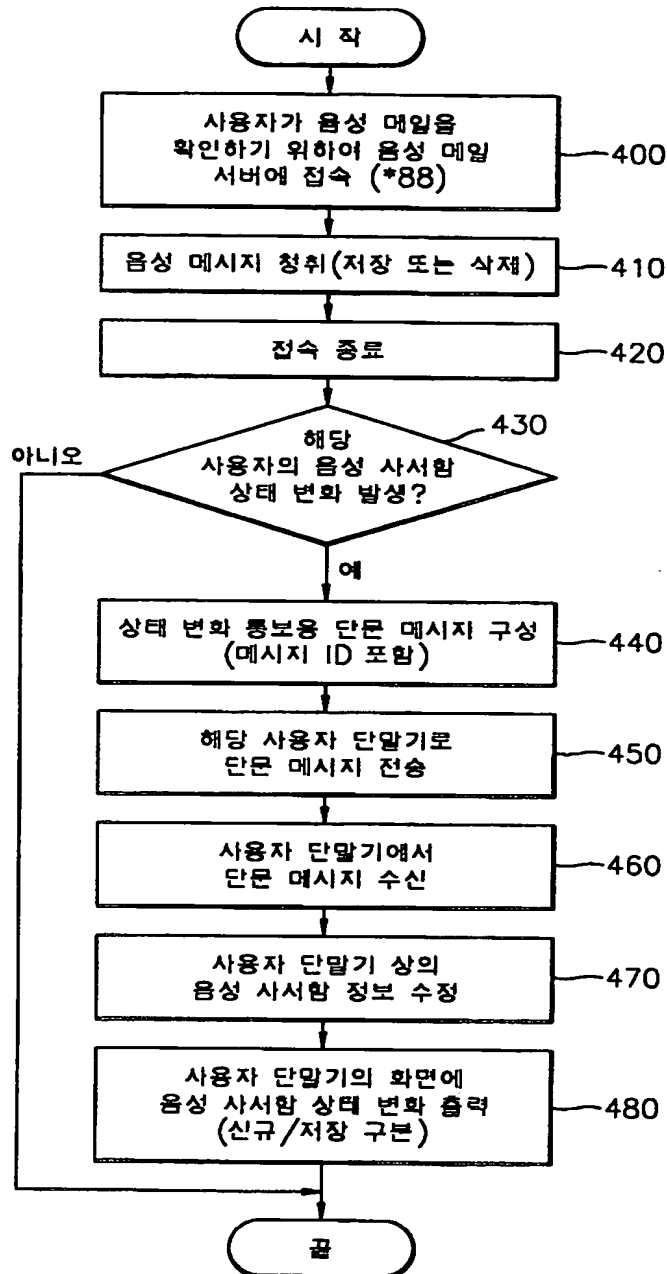 시 작
사용자가 음성 메일을
확인하기 위하여 음성 메일
서버에 접속 (*88)
400
음성 메시지 청취(저장 또는 삭제)
410
접속 종료
420
430
해당
사용자의 음성 사서함
상태 변화 발생?
아니오
예
상태 변화 통보용 단문 메시지 구성
(메시지 ID 포함)
440
해당 사용자 단말기로
단문 메시지 전송
450
사용자 단말기에서
단문 메시지 수신
460
사용자 단말기 상의
음성 사서함 정보 수정
470
사용자 단말기의 화면에
음성 사서함 상태 변화 출력
(신규/저장 구분)
480
끝